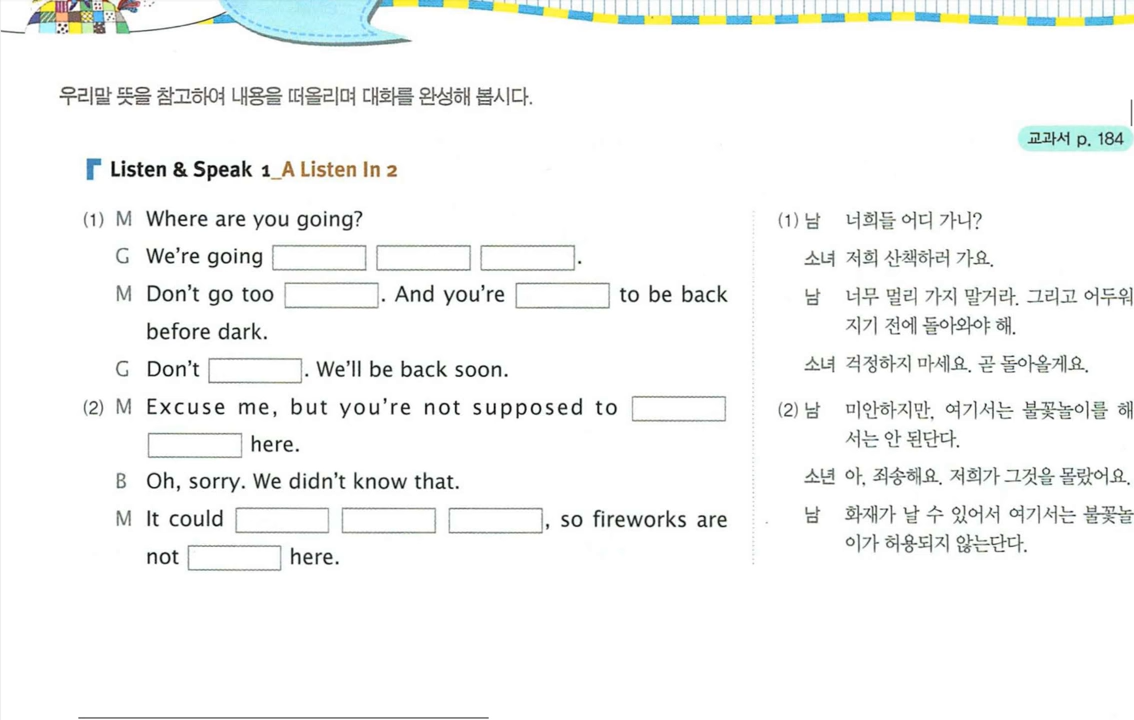 우리말 뜻을 참고하여 내용을 떠올리며 대화를 완성해 봅시다.
교과서 p. 184
Listen & Speak 1_A Listen In 2
(1) M Where are you going?
G We're going
.
M Don't go too
. And you're
to be back
before dark.
G Don't
. We'll be back soon.
(2) M Excuse me, but you're not supposed to
here.
B Oh, sorry. We didn't know that.
M It could
, so fireworks are
not
here.
(1) 남 너희들 어디 가니?
소녀 저희 산책하러 가요.
남 너무 멀리 가지 말거라. 그리고 어두워
지기 전에 돌아와야 해.
소녀 걱정하지 마세요. 곧 돌아올게요.
(2) 남 미안하지만, 여기서는 불꽃놀이를 해
서는 안 된단다.
소년 아, 죄송해요. 저희가 그것을 몰랐어요.
남 화재가 날 수 있어서 여기서는 불꽃놀
이가 허용되지 않는단다.